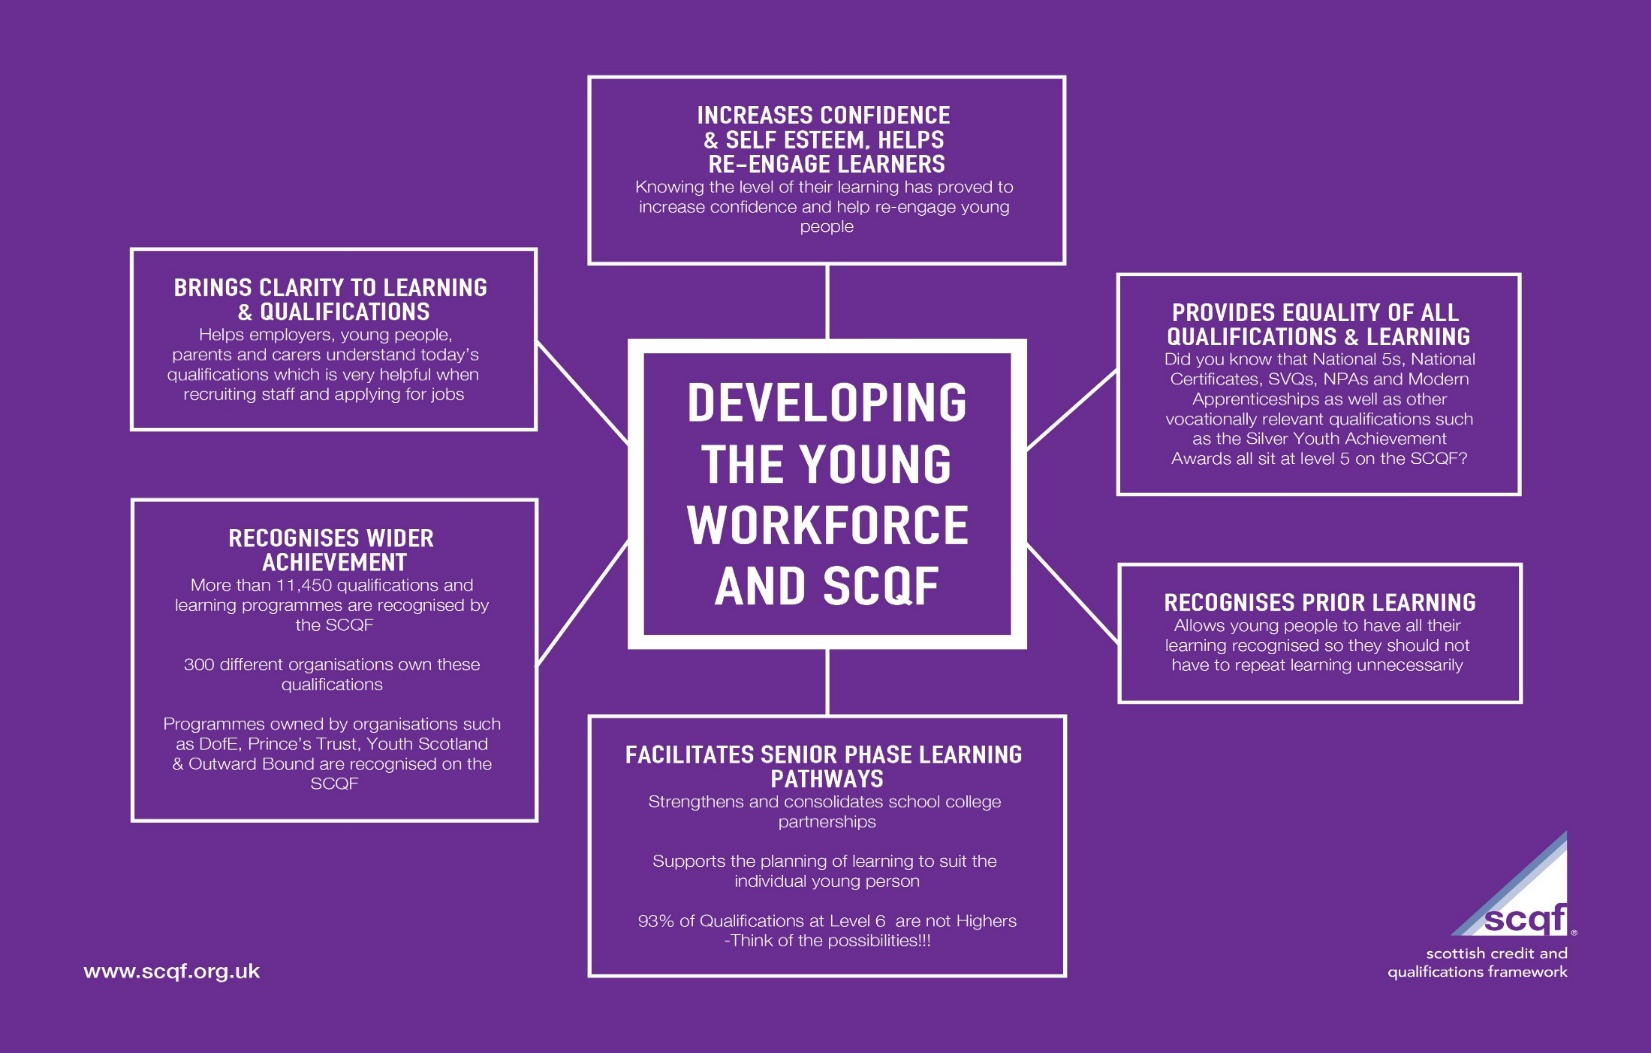 INCREASES CONFIDENCE
& SELF ESTEEM, HELPS
RE-ENGAGE LEARNERS
Knowing the level of their learning has proved to
increase confidence and help re-engage young
people
BRINGS CLARITY TO LEARNING
& QUALIFICATIONS
Helps employers, young people,
parents and carers understand today's
qualifications which is very helpful when
recruiting staff and applying for jobs
PROVIDES EQUALITY OF ALL
QUALIFICATIONS & LEARNING
Did you know that National 5s, National
Certificates, SVQs, NPAs and Modern
Apprenticeships as well as other
vocationally relevant qualifications such
as the Silver Youth Achievement
Awards all sit at level 5 on the SCQF?
DEVELOPING
THE YOUNG
WORKFORCE
AND SCQF
RECOGNISES WIDER
ACHIEVEMENT
More than 11,450 qualifications and
learning programmes are recognised by
the SCQF
300 different organisations own these
qualifications
Programmes owned by organisations such
as DofE, Prince's Trust, Youth Scotland
& Outward Bound are recognised on the
SCQF
RECOGNISES PRIOR LEARNING
Allows young people to have all their
learning recognised so they should not
have to repeat learning unnecessarily
FACILITATES SENIOR PHASE LEARNING
PATHWAYS
Strengthens and consolidates school college
partnerships
Supports the planning of learning to suit the
individual young person
93% of Qualifications at Level 6 are not Highers
-Think of the possibilities!!!
www.scqf.org.uk
scqf®
scottish credit and
qualifications framework